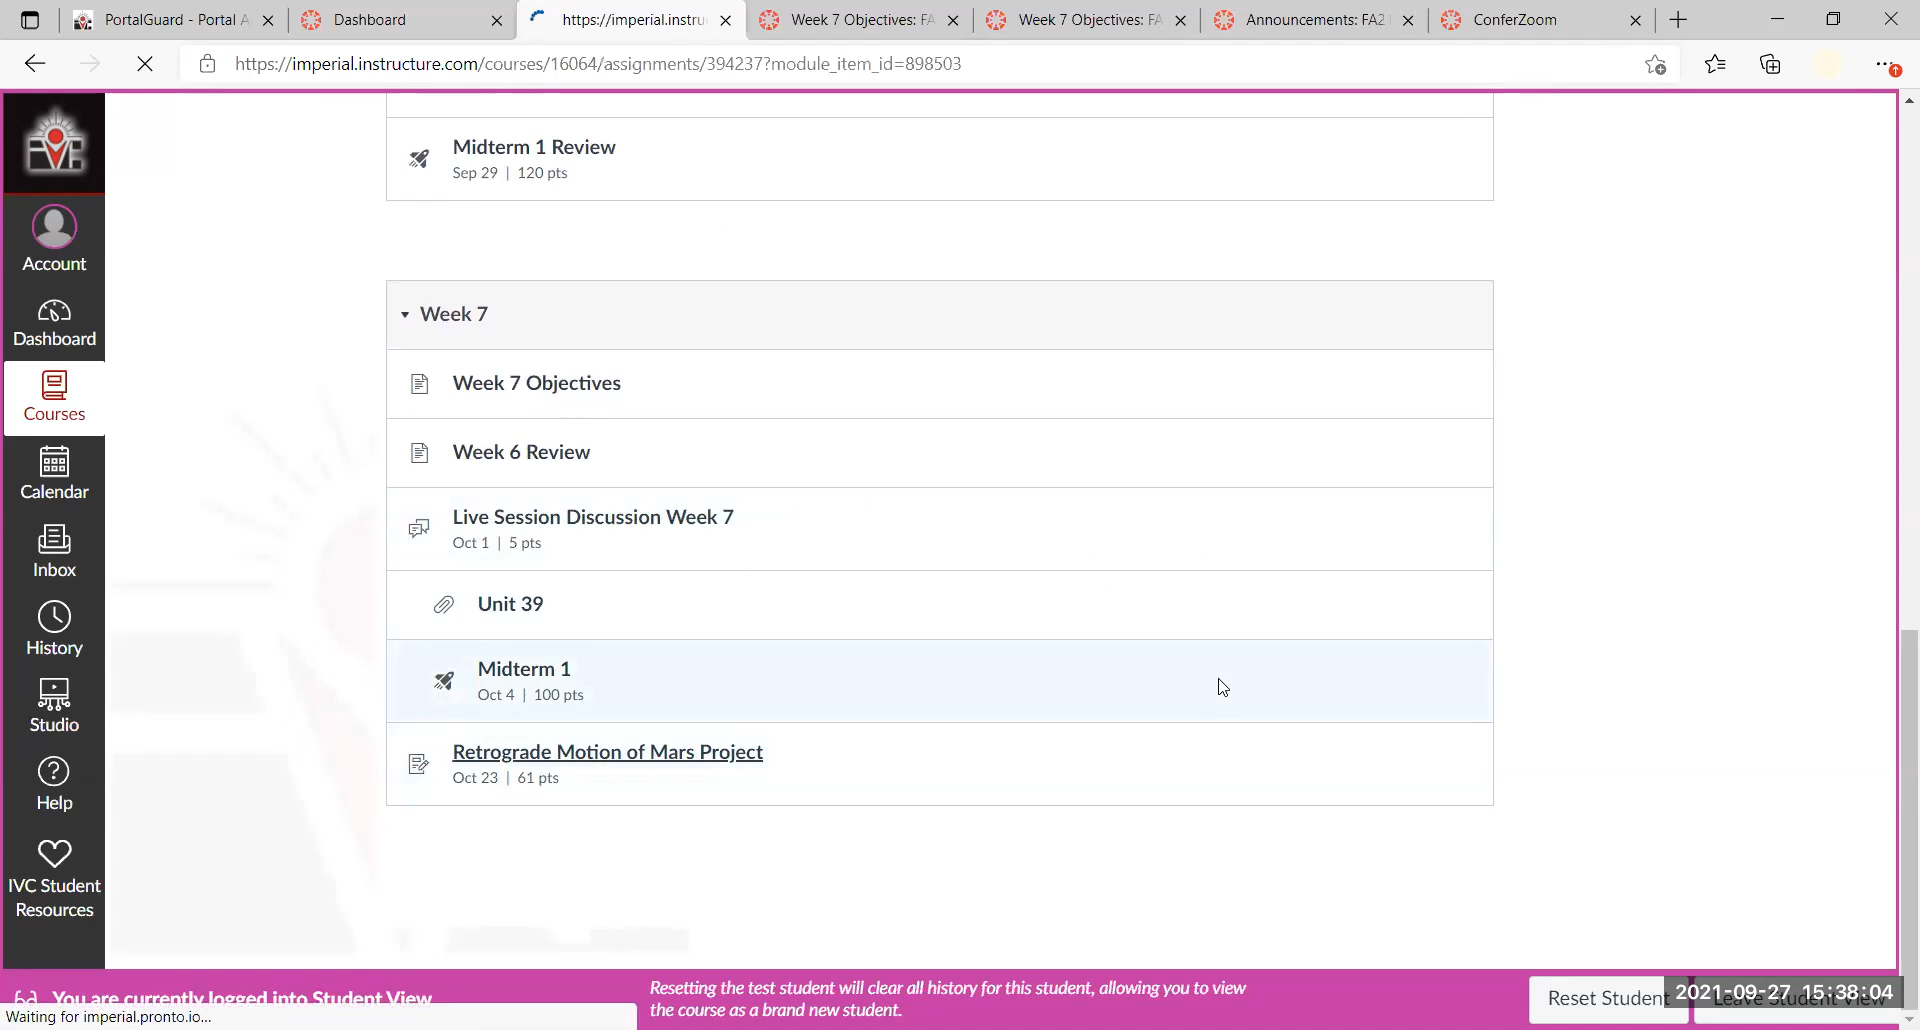 PortalGuard - Portal A
Dashboard
https://imperial.instru
Week 7 Objectives: FA
Week 7 Objectives: FA
Announcements: FA21
ConferZoom
https://imperial.instructure.com/courses/16064/assignments/394237?module_item_id=898503
Midterm 1 Review
Sep 29 | 120 pts
Account
Dashboard
Courses
Calendar
Inbox
History
Studio
Help
IVC Student
Resources
Week 7
Week 7 Objectives
Week 6 Review
Live Session Discussion Week 7
Oct 1 | 5 pts
Unit 39
Midterm 1
Oct 4 | 100 pts
Retrograde Motion of Mars Project
Oct 23 | 61 pts
You are currently logged into Student View
Resetting the test student will clear all history for this student, allowing you to view
the course as a brand new student.
Reset Student
Leave Student View
2021-09-27 15:38:04
Waiting for imperial.pronto.io...